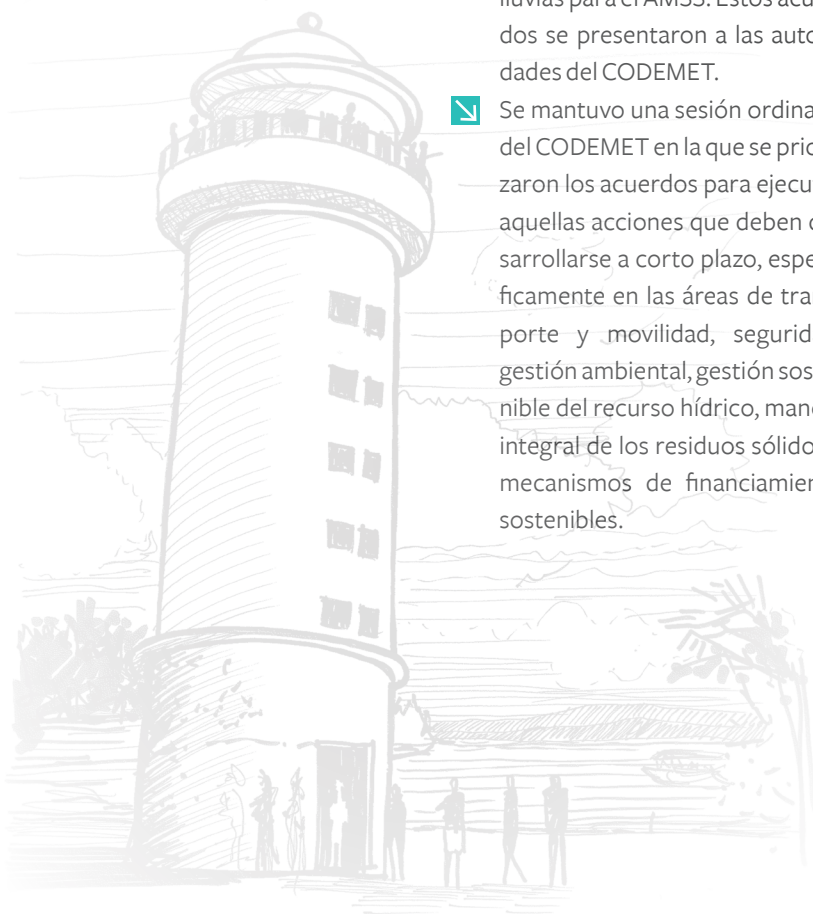 lluvias para el AMSS. Estos acu
dos se presentaron a las auto
dades del CODEMET.
Se mantuvo una sesión ordina
del CODEMET en la que se prio
zaron los acuerdos para ejecu
aquellas acciones que deben d
sarrollarse a corto plazo, espe
ficamente en las áreas de tra
porte y movilidad, segurid
gestión ambiental, gestión sos
nible del recurso hídrico, mane
integral de los residuos sólido
mecanismos de financiamien
sostenibles.